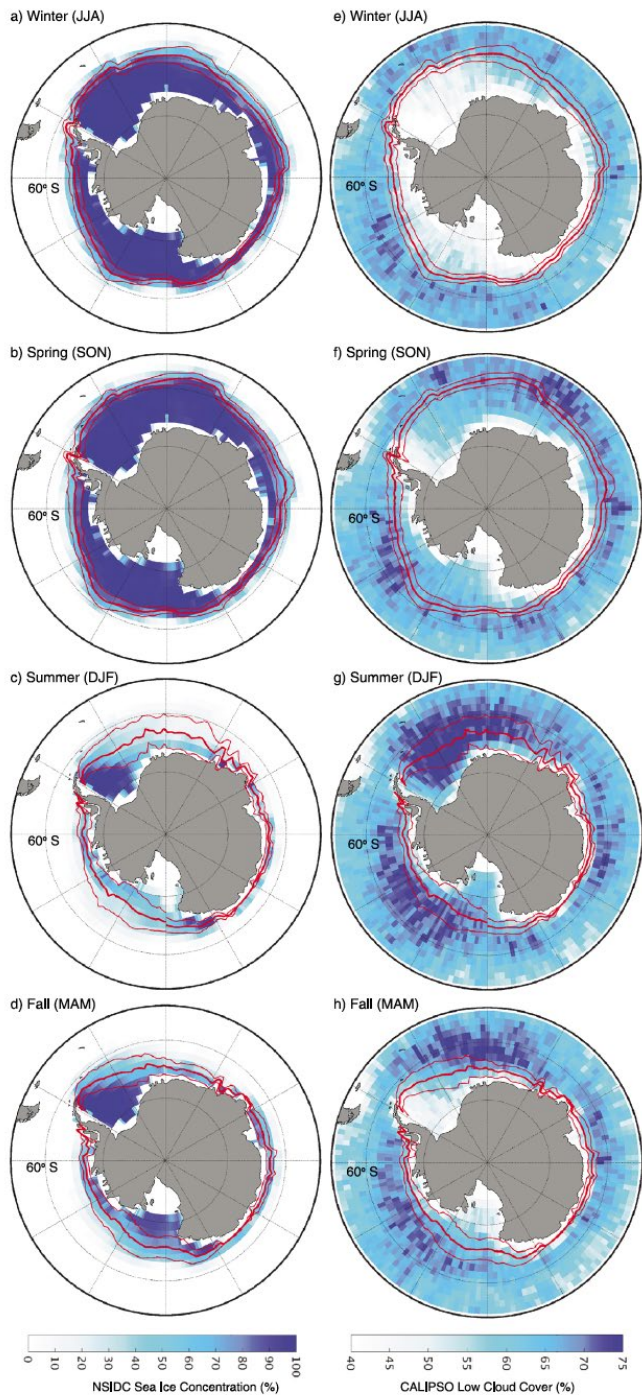 a) Winter (JJA)
e) Winter (JJA)
60° S
60° S
b) Spring (SON)
f) Spring (SON)
60° S
60° S
c) Summer (DJF)
g) Summer (DJF)
60° S
60° S
d) Fall (MAM)
h) Fall (MAM)
60° S
60° S
0 10 20 30 40 50 60 70 80 90 100
NSIDC Sea Ice Concentration (%)
40 45 50 55 60 65 70 75
CALIPSO Low Cloud Cover (%)